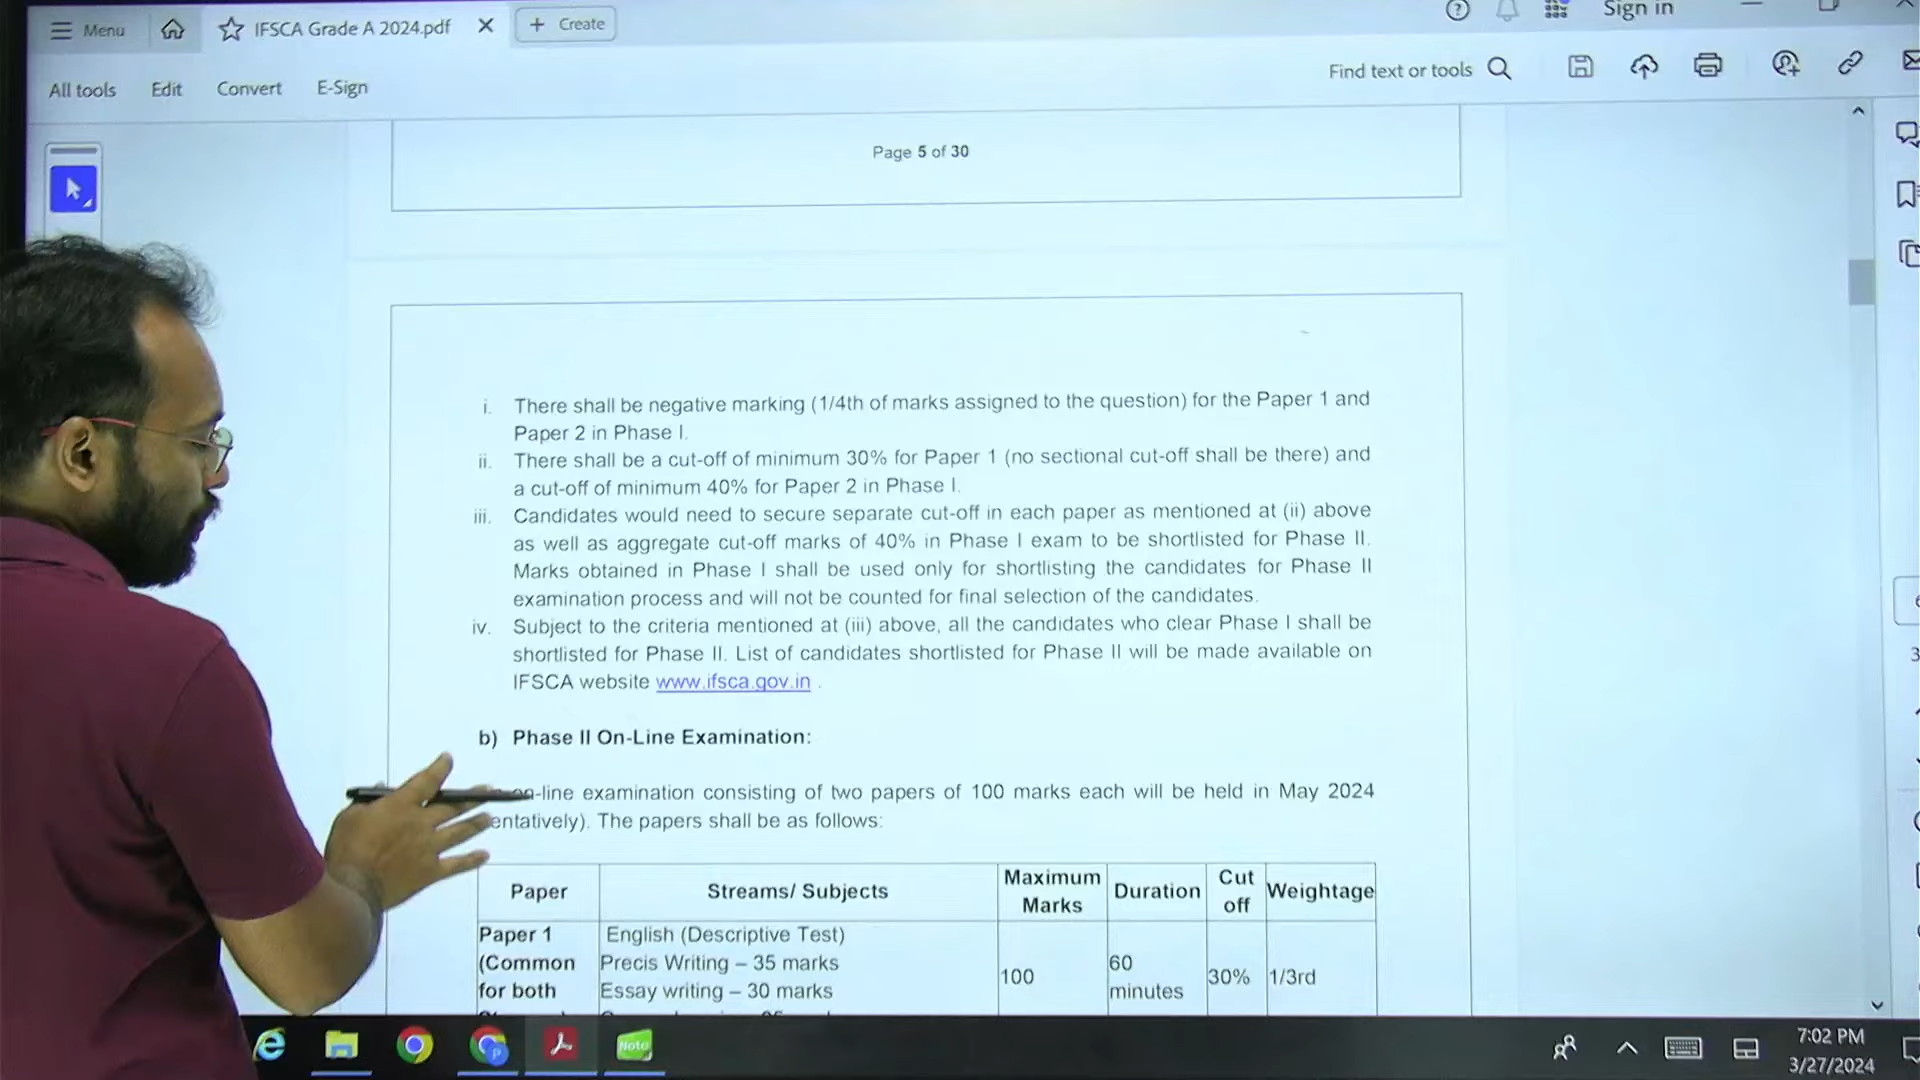 Menu
IFSCA Grade A 2024.pdf
Create
Sign in
All tools
Edit
Convert
E-Sign
Find text or tools
Page 5 of 30
i. There shall be negative marking (1/4th of marks assigned to the question) for the Paper 1 and
Paper 2 in Phase I.
ii. There shall be a cut-off of minimum 30% for Paper 1 (no sectional cut-off shall be there) and
a cut-off of minimum 40% for Paper 2 in Phase I.
iii. Candidates would need to secure separate cut-off in each paper as mentioned at (ii) above
as well as aggregate cut-off marks of 40% in Phase I exam to be shortlisted for Phase II.
Marks obtained in Phase I shall be used only for shortlisting the candidates for Phase II
examination process and will not be counted for final selection of the candidates.
iv. Subject to the criteria mentioned at (iii) above, all the candidates who clear Phase I shall be
shortlisted for Phase II. List of candidates shortlisted for Phase II will be made available on
IFSCA website www.ifsca.gov.in .
b) Phase II On-Line Examination:
on-line examination consisting of two papers of 100 marks each will be held in May 2024
entatively). The papers shall be as follows:
Paper Streams/ Subjects Maximum Marks Duration Cut off Weightage
Paper 1 English (Descriptive Test)
(Common Precis Writing – 35 marks 100 60 minutes 30% 1/3rd
for both Essay writing – 30 marks
Note
7:02 PM
3/27/2024